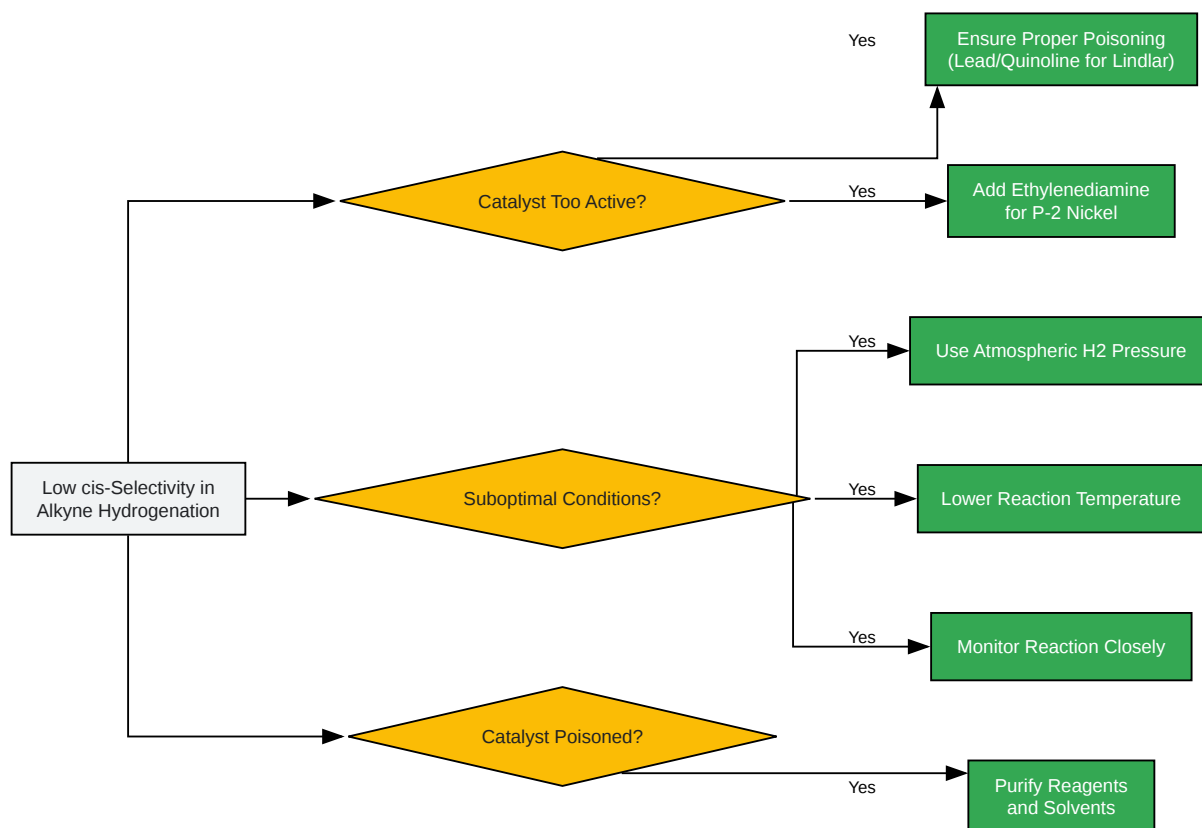 Yes
Ensure Proper Poisoning
(Lead/Quinoline for Lindlar)
Catalyst Too Active?
Yes
Add Ethylenediamine
for P-2 Nickel
Yes
Use Atmospheric H2 Pressure
Low cis-Selectivity in
Alkyne Hydrogenation
Suboptimal Conditions?
Yes
Lower Reaction Temperature
Yes
Monitor Reaction Closely
Catalyst Poisoned?
Yes
Purify Reagents
and Solvents